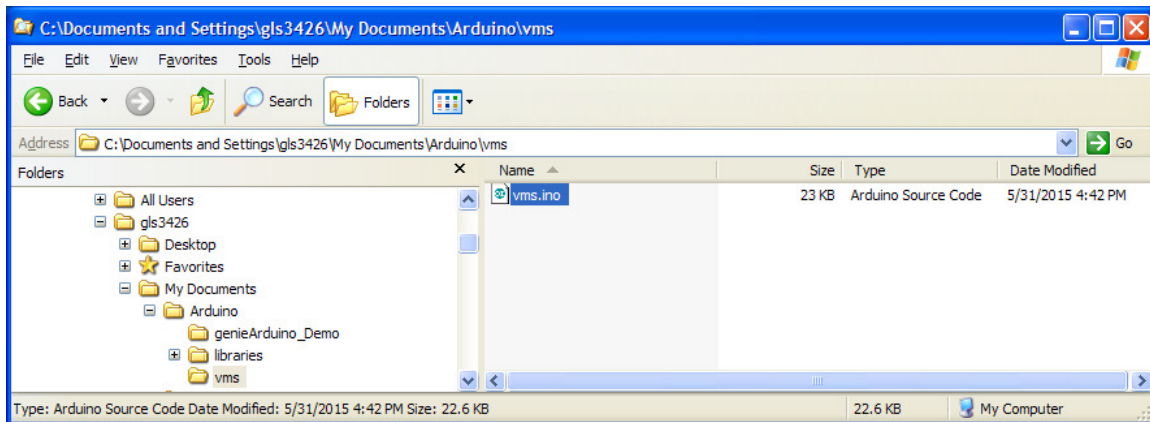 C:\Documents and Settings\gls3426\My Documents\Arduino\vms
File Edit View Favorites Tools Help
Back Search Folders
Address C:\Documents and Settings\gls3426\My Documents\Arduino\vms Go
Folders Name Size Type Date Modified
All Users vms.ino 23 KB Arduino Source Code 5/31/2015 4:42 PM
gls3426
Desktop
Favorites
My Documents
Arduino
genieArduino_Demo
libraries
vms
Type: Arduino Source Code Date Modified: 5/31/2015 4:42 PM Size: 22.6 KB 22.6 KB My Computer